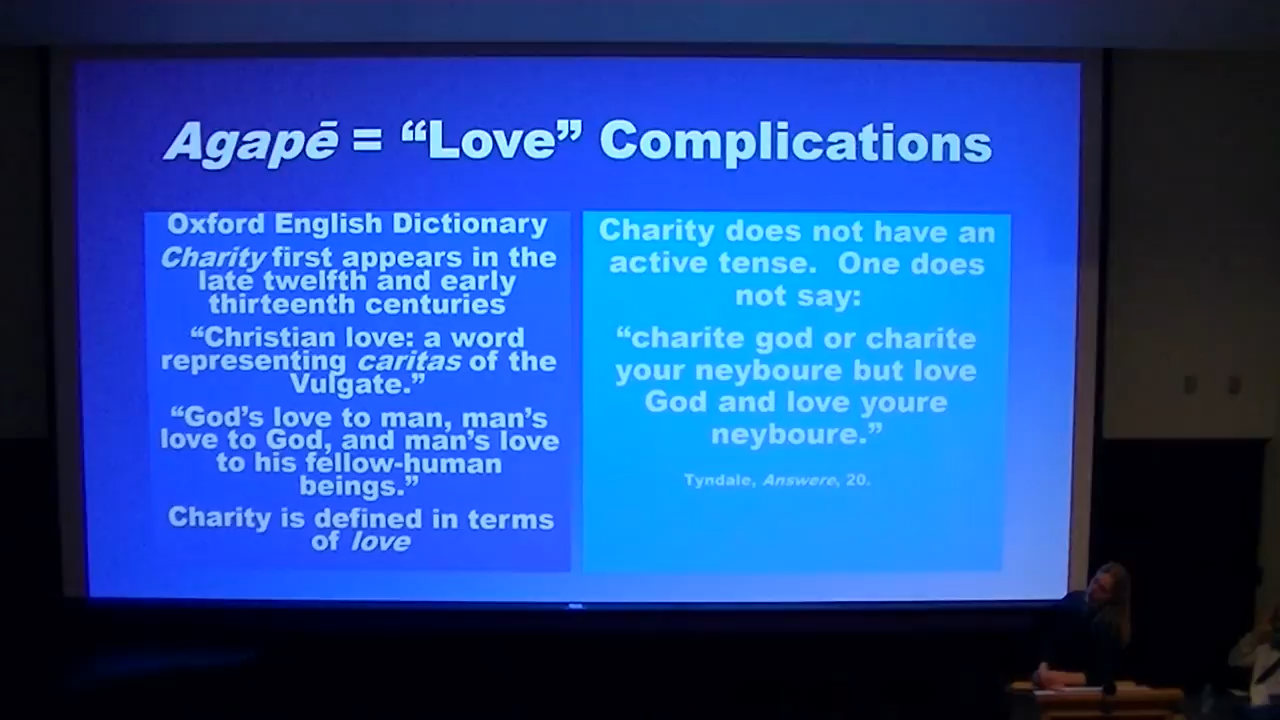 Agapē = “Love” Complications
Oxford English Dictionary
Charity first appears in the
late twelfth and early
thirteenth centuries
“Christian love: a word
representing caritas of the
Vulgate.”
“God’s love to man, man’s
love to God, and man’s love
to his fellow-human
beings.”
Charity is defined in terms
of love
Charity does not have an
active tense. One does
not say:
“charite god or charite
your neyboure but love
God and love youre
neyboure.”
Tyndale, Answere, 20.